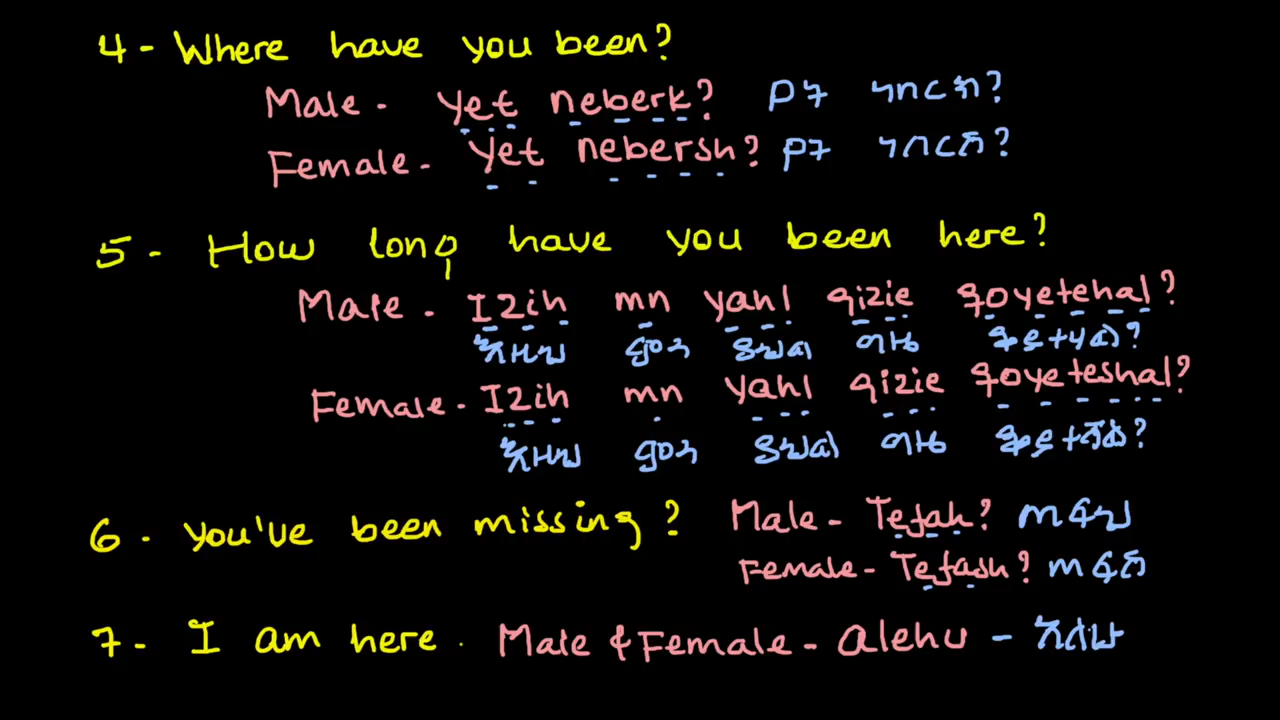 4 - Where have you been?
Male - Yet neberk? የት ነበርክ?
Female - Yet nebersh? የት ነበርሽ?
5 - How long have you been here?
Male - Izih mn yahl gizie qoyetehal?
እዚህ ምን ያህል ጊዜ ቆይተሃል?
Female - Izih mn yahl gizie qoyeteshal?
እዚህ ምን ያህል ጊዜ ቆይተሻል?
6 - You've been missing? Male - Tefah? ጠፋህ
Female - Tefash? ጠፋሽ
7 - I am here. Male & Female - alehu - አለሁ